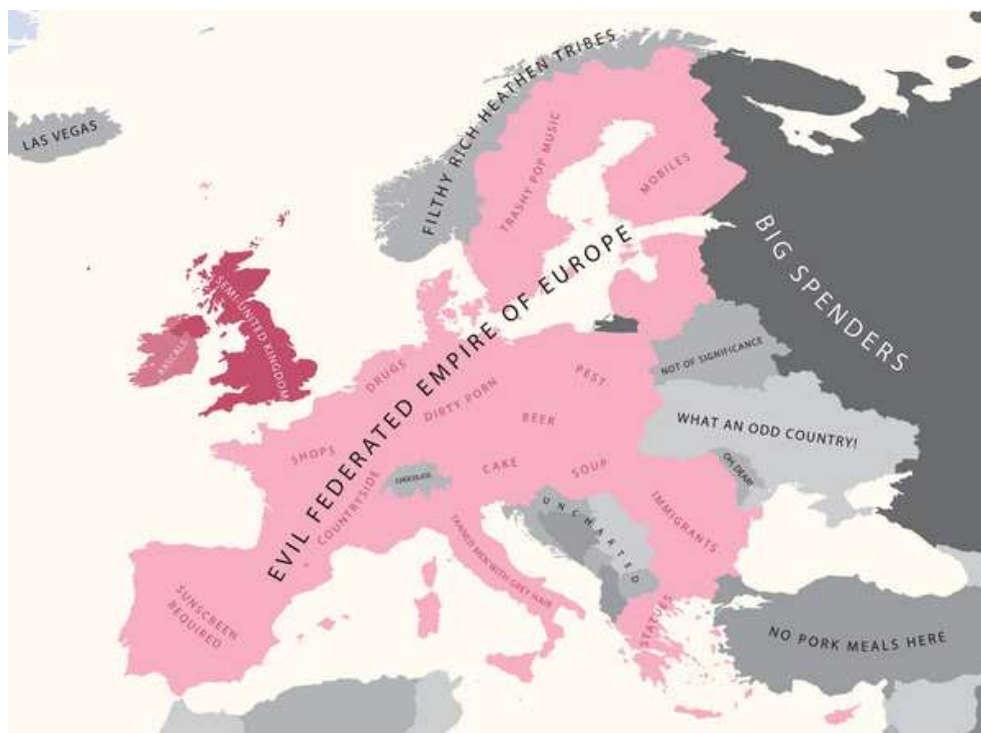 LAS VEGAS
FILTHY RICH HEATHEN TRIBES
TRASHY POP MUSIC
MOBILES
BIG SPENDERS
EVIL FEDERATED EMPIRE OF EUROPE
SEMI-UNITED KINGDOM
RASCALS
DRUGS
DIRTY PORN
PEST
NOT OF SIGNIFICANCE
BEER
WHAT AN ODD COUNTRY!
SHOPS
COUNTRYSIDE
CHOCOLATE
CAKE
SOUP
OH, DEAR!
UNCHARTED
IMMIGRANTS
TANNED MEN WITH GREY HAIR
SUNSCREEN
REQUIRED
STATUES
NO PORK MEALS HERE